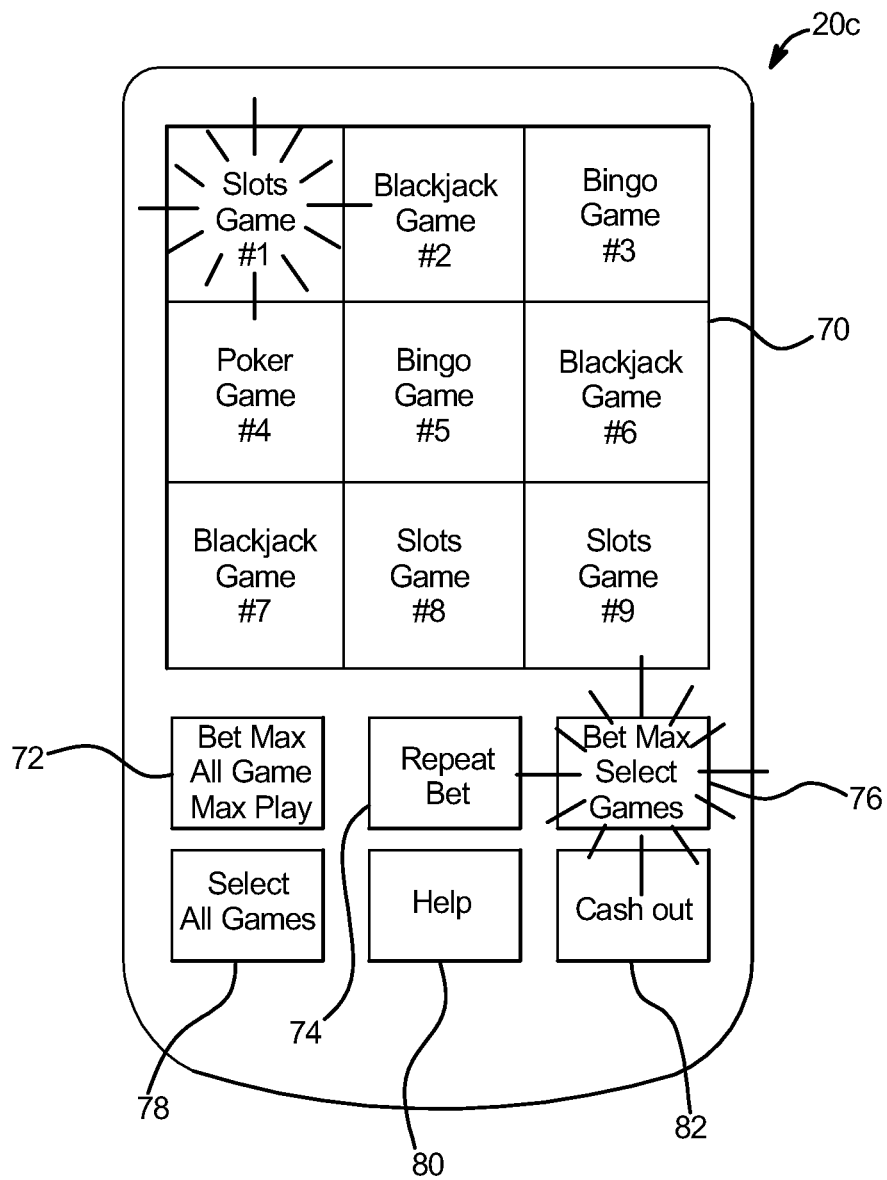 20c
Slots
Game
#1
Blackjack
Game
#2
Bingo
Game
#3
70
Poker
Game
#4
Bingo
Game
#5
Blackjack
Game
#6
Blackjack
Game
#7
Slots
Game
#8
Slots
Game
#9
72
Bet Max
All Game
Max Play
Repeat
Bet
Bet Max
Select
Games
76
Select
All Games
Help
Cash out
74
78
80
82